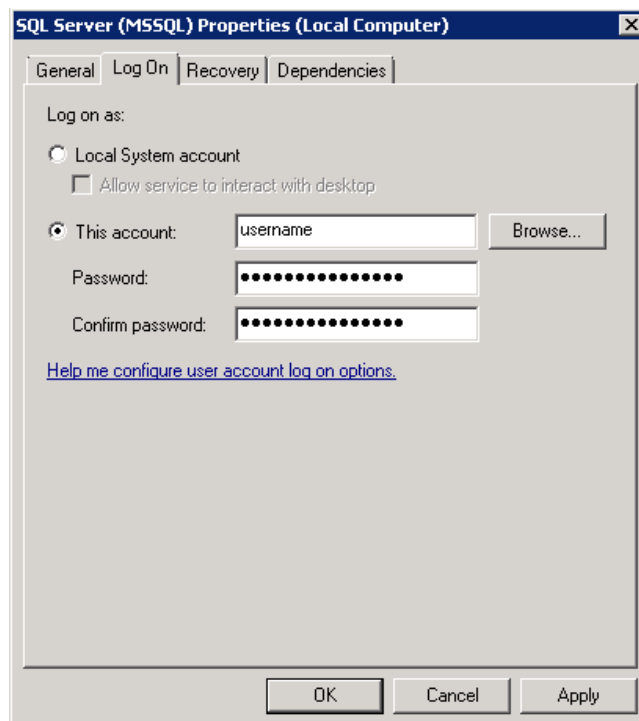 SQL Server (MSSQL) Properties (Local Computer)
General Log On Recovery Dependencies
Log on as:
Local System account
Allow service to interact with desktop
This account: username Browse...
Password: •••••••••••••••
Confirm password: •••••••••••••••
Help me configure user account log on options.
OK Cancel Apply